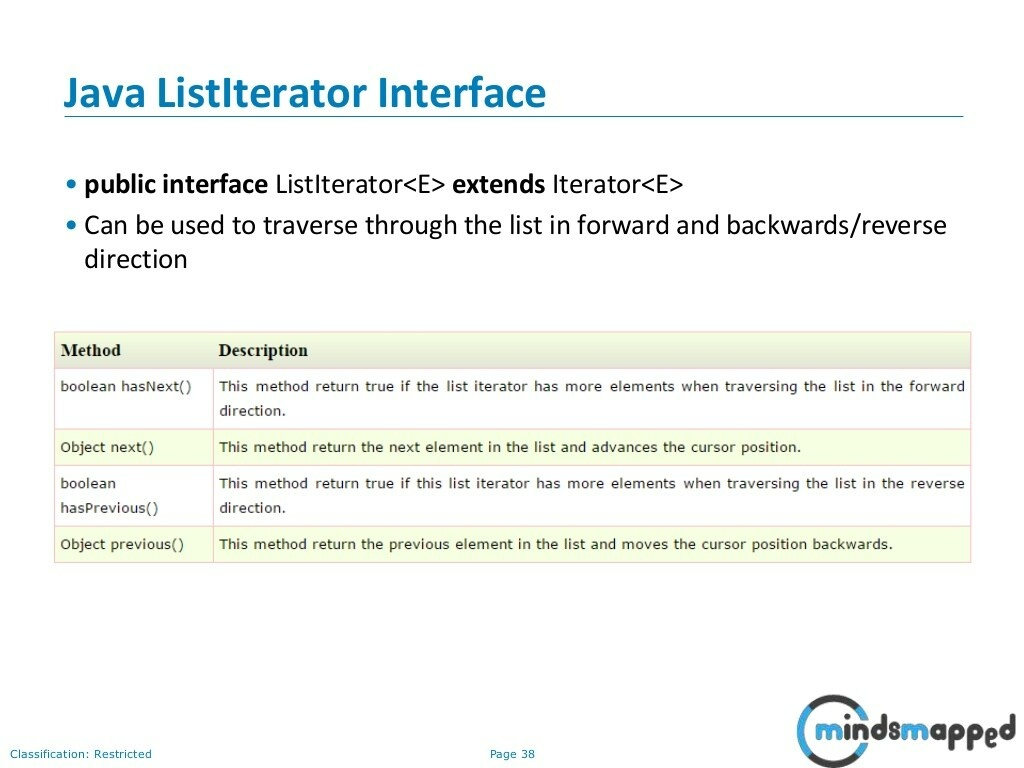 Java ListIterator Interface
• public interface ListIterator<E> extends Iterator<E>
• Can be used to traverse through the list in forward and backwards/reverse
direction
Method Description
boolean hasNext() This method return true if the list iterator has more elements when traversing the list in the forward
direction.
Object next() This method return the next element in the list and advances the cursor position.
boolean This method return true if this list iterator has more elements when traversing the list in the reverse
hasPrevious() direction.
Object previous() This method return the previous element in the list and moves the cursor position backwards.
mindsmapped
Classification: Restricted Page 38